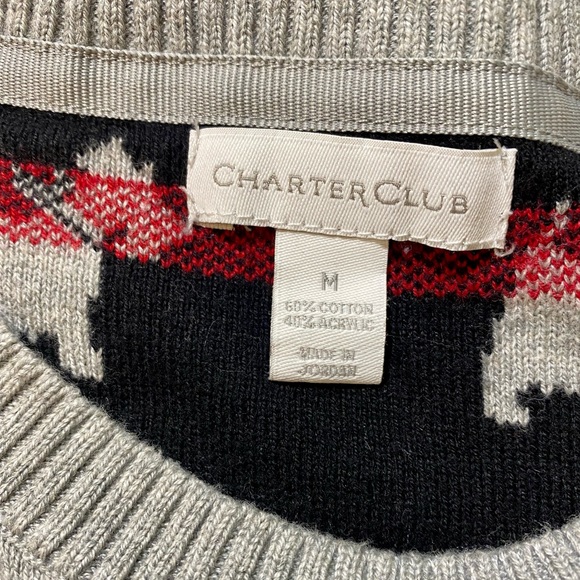 CHARTER CLUB
M
60% COTTON
40% ACRYLIC
MADE IN
JORDAN